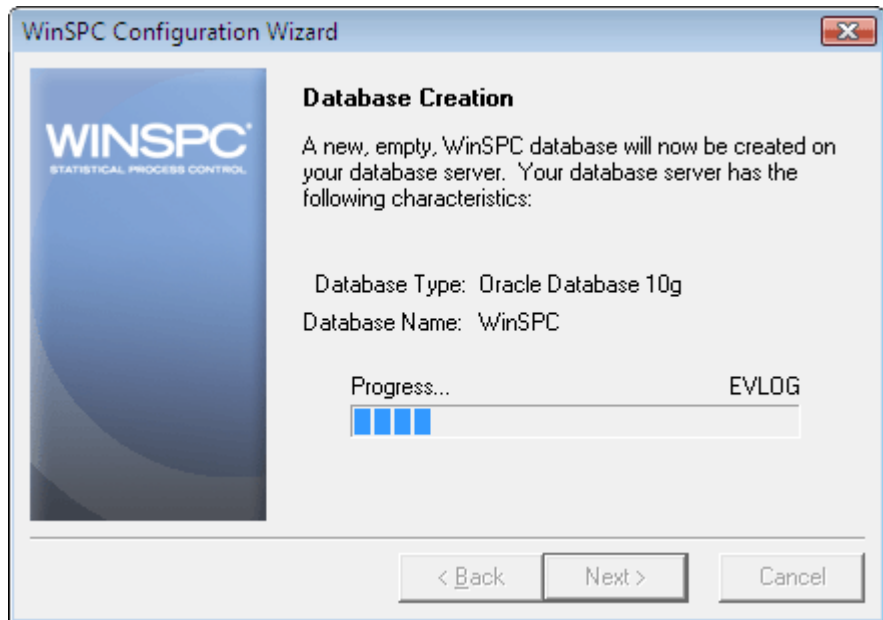 WinSPC Configuration Wizard
WINSPC
STATISTICAL PROCESS CONTROL
Database Creation
A new, empty, WinSPC database will now be created on
your database server. Your database server has the
following characteristics:
Database Type: Oracle Database 10g
Database Name: WinSPC
Progress... EVLOG
< Back Next > Cancel